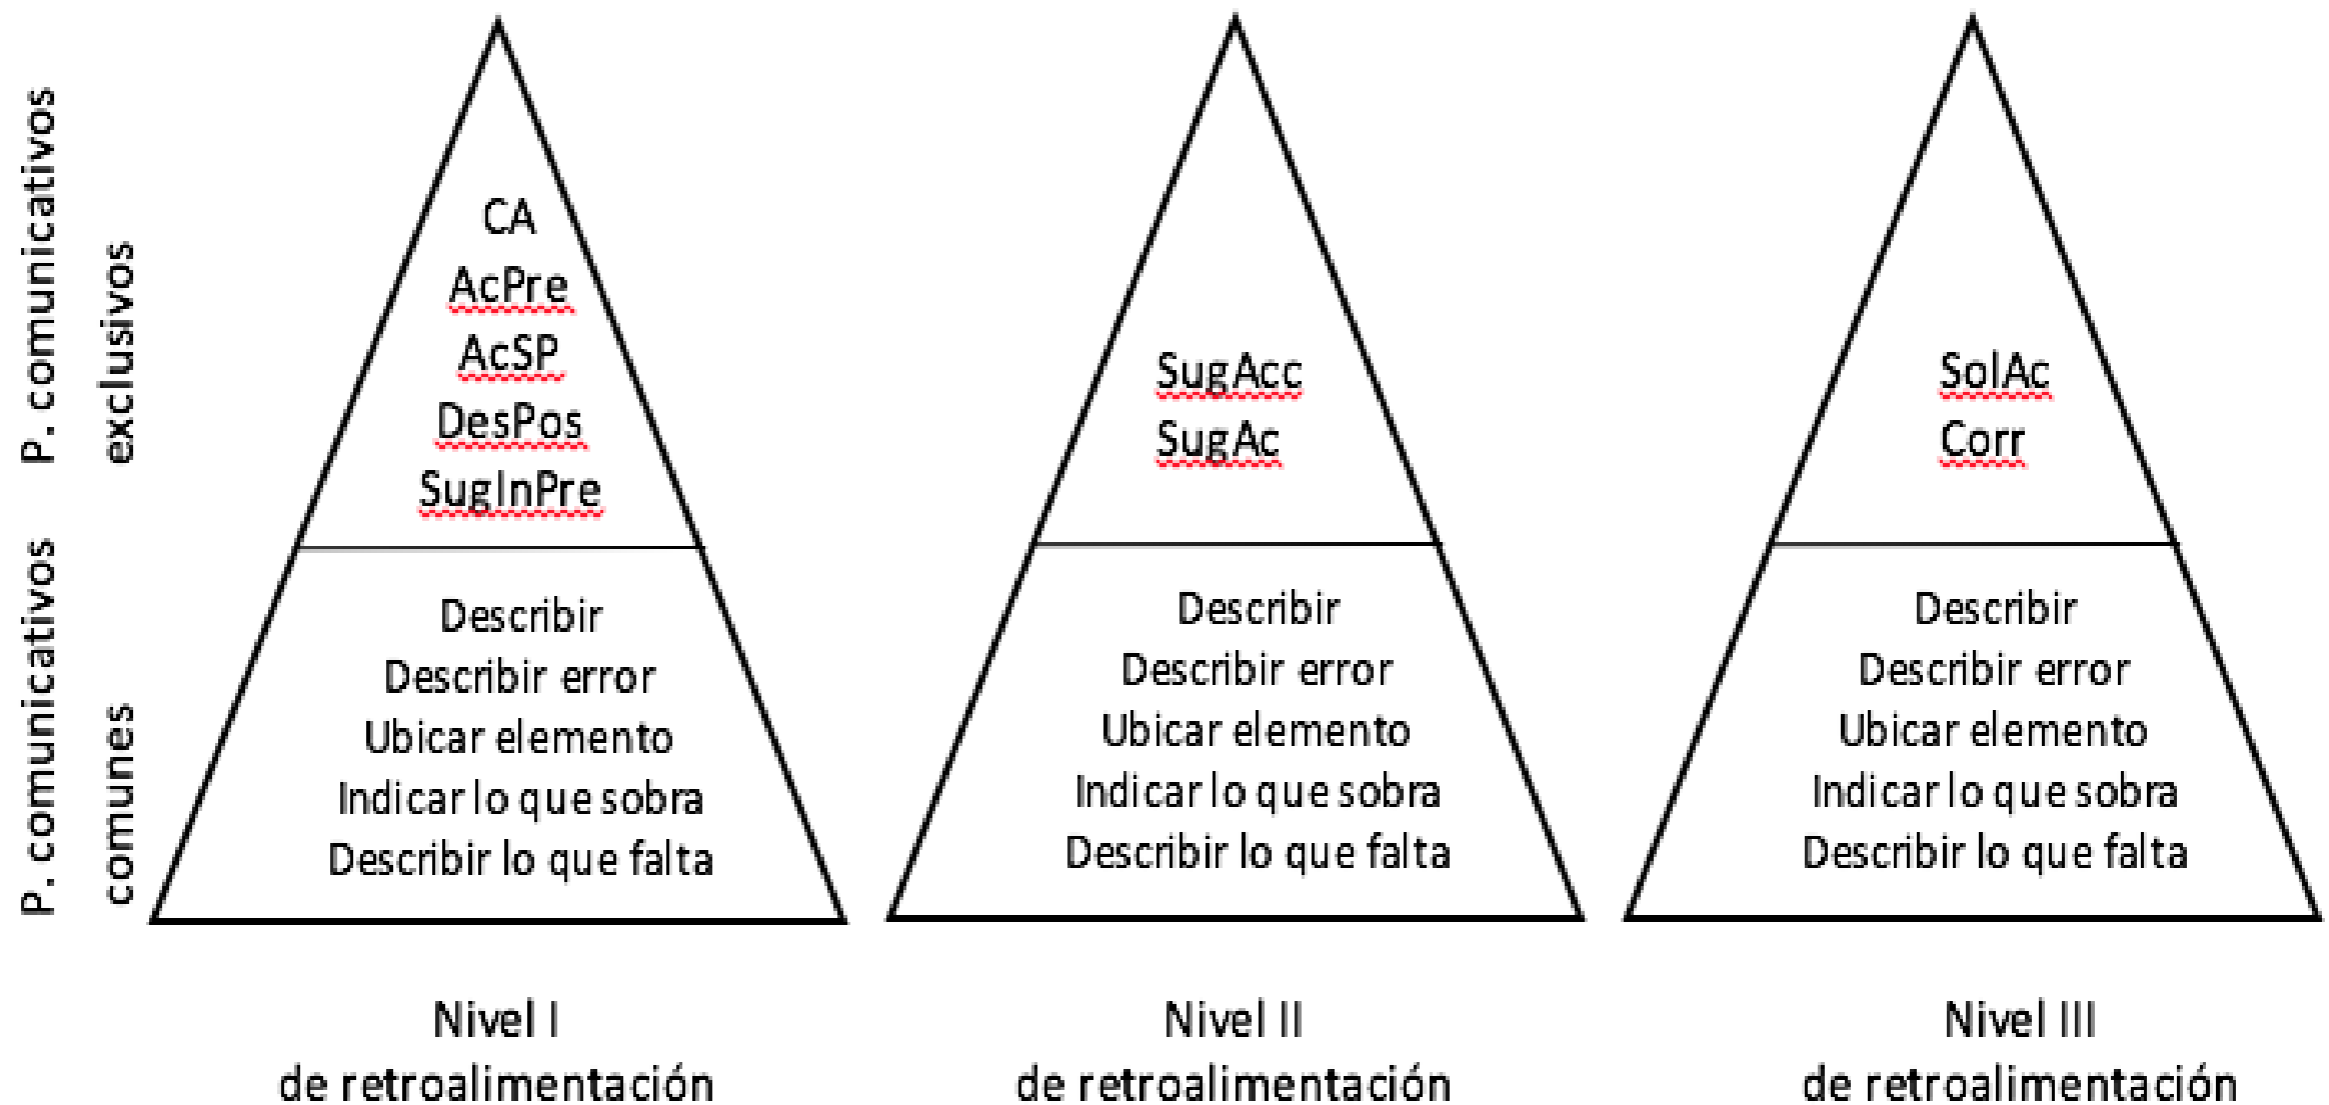 P. comunicativos
exclusivos
P. comunicativos
comunes
CA
AcPre
AcSP
DesPos
SugInPre
Describir
Describir error
Ubicar elemento
Indicar lo que sobra
Describir lo que falta
Nivel I
de retroalimentación
SugAcc
SugAc
Describir
Describir error
Ubicar elemento
Indicar lo que sobra
Describir lo que falta
Nivel II
de retroalimentación
SolAc
Corr
Describir
Describir error
Ubicar elemento
Indicar lo que sobra
Describir lo que falta
Nivel III
de retroalimentación